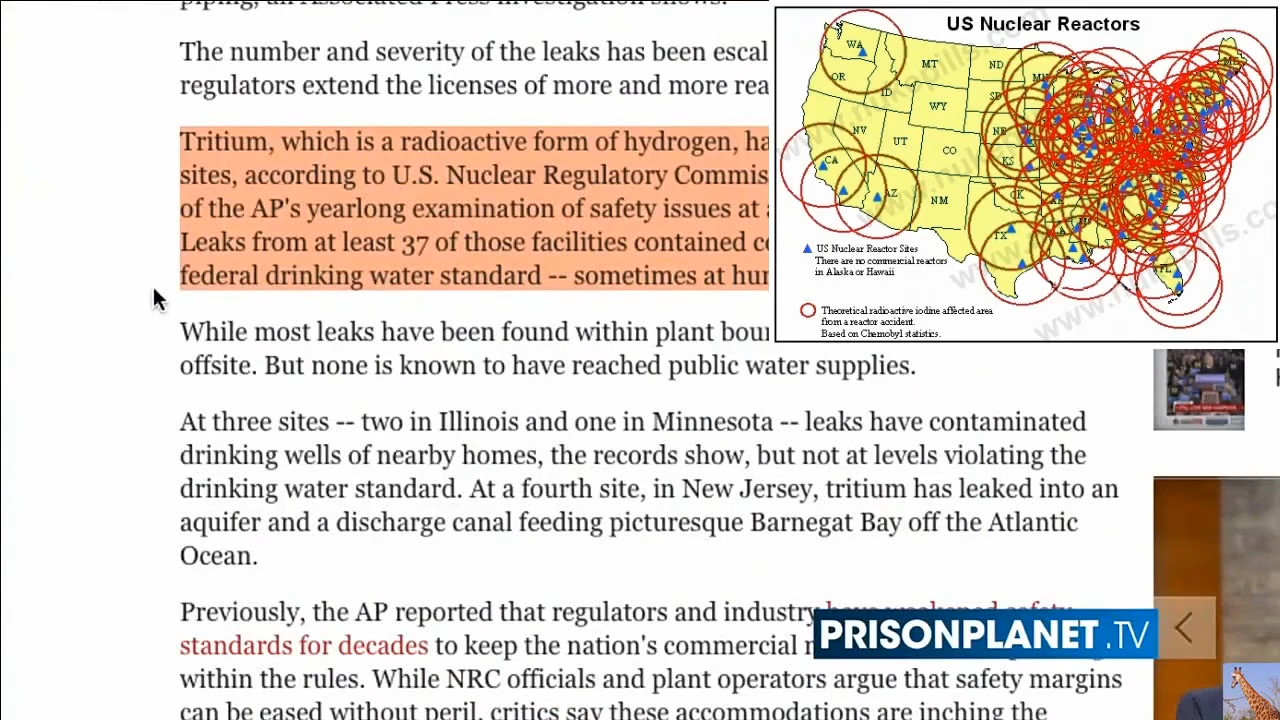 piping, an Associated Press investigation shows.
The number and severity of the leaks has been escal
regulators extend the licenses of more and more rea
Tritium, which is a radioactive form of hydrogen, ha
sites, according to U.S. Nuclear Regulatory Commis
of the AP's yearlong examination of safety issues at
Leaks from at least 37 of those facilities contained c
federal drinking water standard -- sometimes at hu
While most leaks have been found within plant bou
offsite. But none is known to have reached public water supplies.
At three sites -- two in Illinois and one in Minnesota -- leaks have contaminated
drinking wells of nearby homes, the records show, but not at levels violating the
drinking water standard. At a fourth site, in New Jersey, tritium has leaked into an
aquifer and a discharge canal feeding picturesque Barnegat Bay off the Atlantic
Ocean.
Previously, the AP reported that regulators and industry have weakened safety
standards for decades to keep the nation's commercial
within the rules. While NRC officials and plant operators argue that safety margins
can be eased without peril, critics say these accommodations are inching the
US Nuclear Reactors
WA
OR
ID
MT
ND
MN
SD
WY
NV
UT
CO
NE
KS
CA
AZ
NM
OK
TX
FL
ME
US Nuclear Reactor Sites
There are no commercial reactors
in Alaska or Hawaii
Theoretical radioactive iodine affected area
from a reactor accident.
Based on Chernobyl statistics.
PRISONPLANET.TV